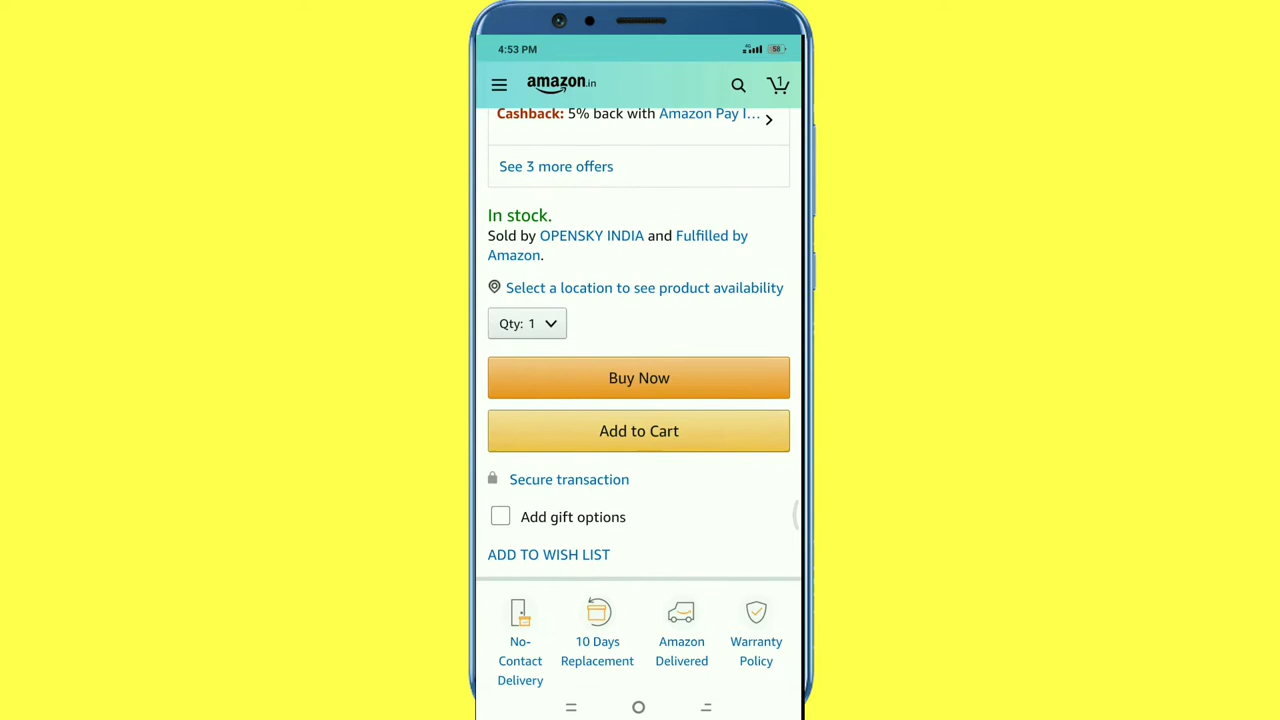 4:53 PM
4G
58
amazon.in
1
Cashback: 5% back with Amazon Pay I...
See 3 more offers
In stock.
Sold by OPENSKY INDIA and Fulfilled by
Amazon.
Select a location to see product availability
Qty: 1
Buy Now
Add to Cart
Secure transaction
Add gift options
ADD TO WISH LIST
No-
Contact
Delivery
10 Days
Replacement
Amazon
Delivered
Warranty
Policy